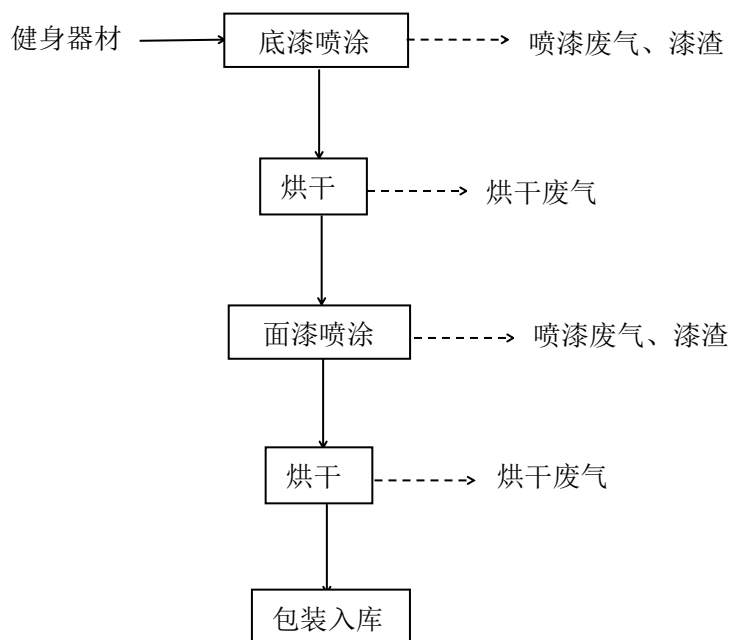 健身器材
底漆喷涂
喷漆废气、漆渣
烘干
烘干废气
面漆喷涂
喷漆废气、漆渣
烘干
烘干废气
包装入库